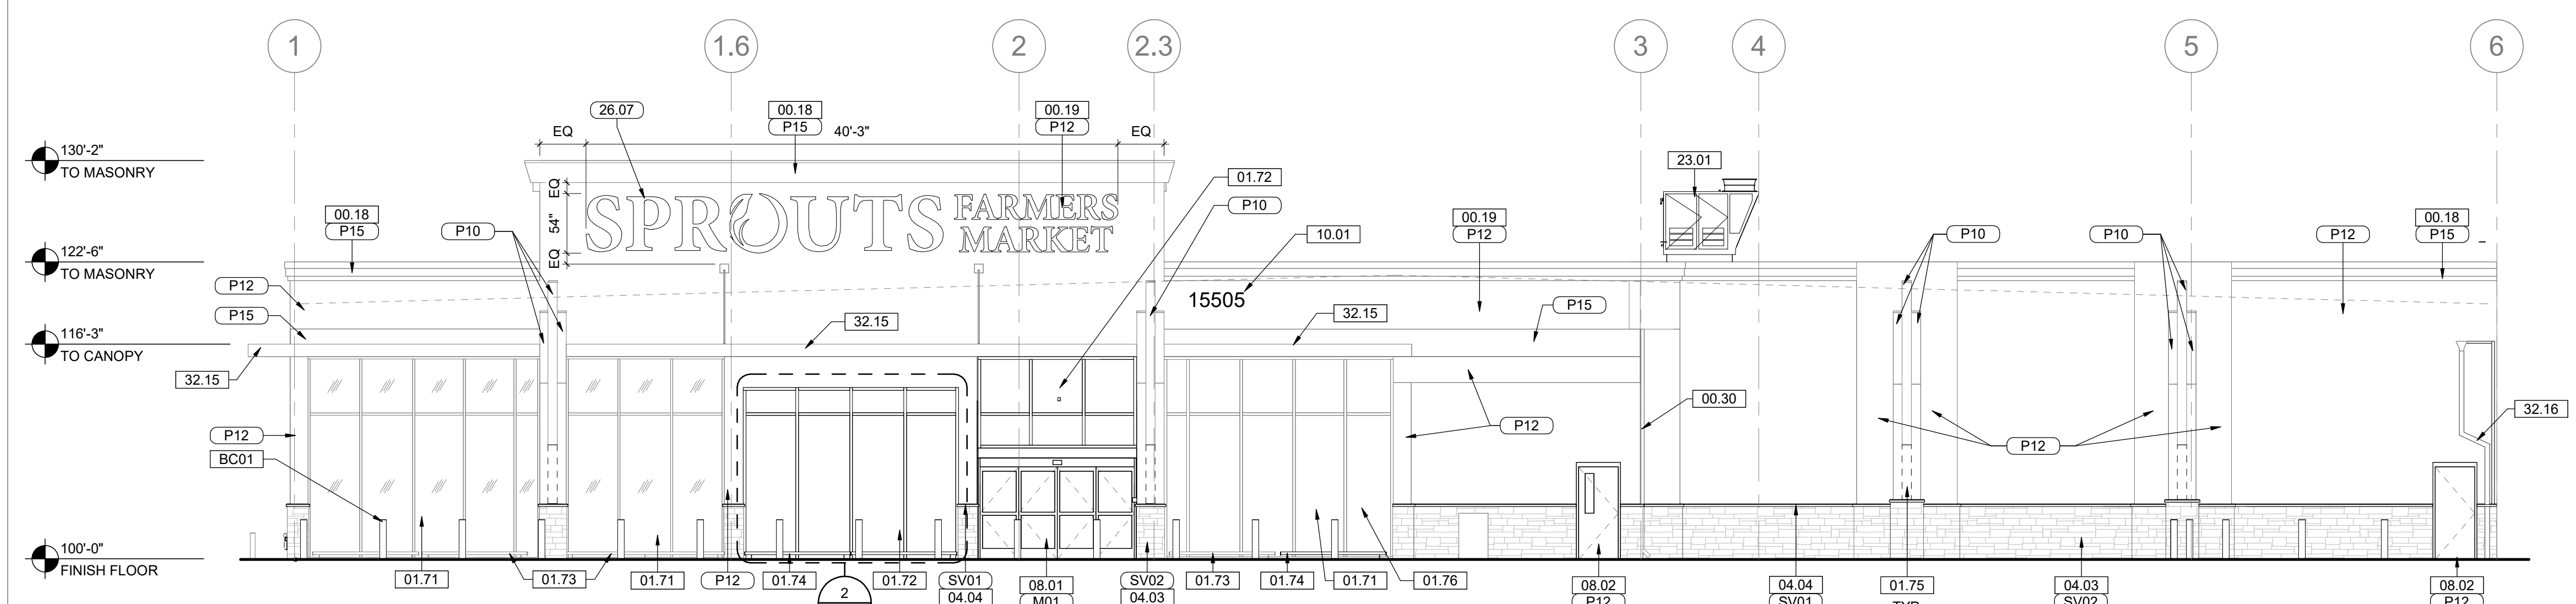 1
1.6
2
2.3
3
4
5
6
26.07
00.18
P15
00.19
P12
EQ
40'-3"
EQ
130'-2"
TO MASONRY
EQ
54"
EQ
SPROUTS FARMERS MARKET
01.72
P10
10.01
23.01
00.18
P15
P10
00.19
P12
P10
P10
P12
00.18
P15
122'-6"
TO MASONRY
P12
P15
15505
32.15
32.15
P15
116'-3"
TO CANOPY
32.15
00.30
32.16
P12
BC01
P12
P12
100'-0"
FINISH FLOOR
01.71
01.73
01.71
P12
01.74
01.72
SV01
04.04
08.01
M01
SV02
04.03
01.73
01.74
01.71
01.76
08.02
P12
04.04
SV01
01.75
TYP
04.03
SV02
08.02
P12
2